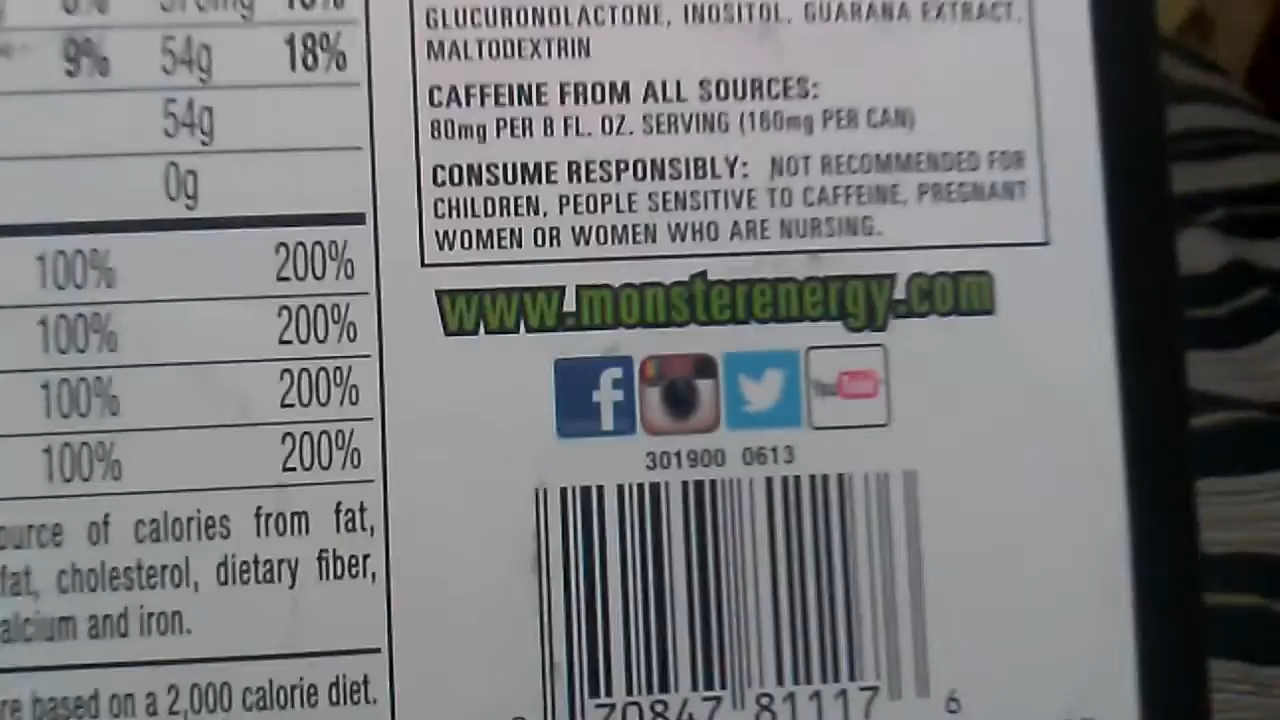 9% 54g 18%
54g
0g
100% 200%
100% 200%
100% 200%
100% 200%
of calories from fat,
fat, cholesterol, dietary fiber,
and iron.
based on a 2,000 calorie diet.
GLUCURONOLACTONE, INOSITOL, GUARANA EXTRACT,
MALTODEXTRIN
CAFFEINE FROM ALL SOURCES:
80mg PER 8 FL. OZ. SERVING (160mg PER CAN)
CONSUME RESPONSIBLY: NOT RECOMMENDED FOR
CHILDREN, PEOPLE SENSITIVE TO CAFFEINE, PREGNANT
WOMEN OR WOMEN WHO ARE NURSING.
www.monsterenergy.com
f
YouTube
301900 0613
70847 81117 6